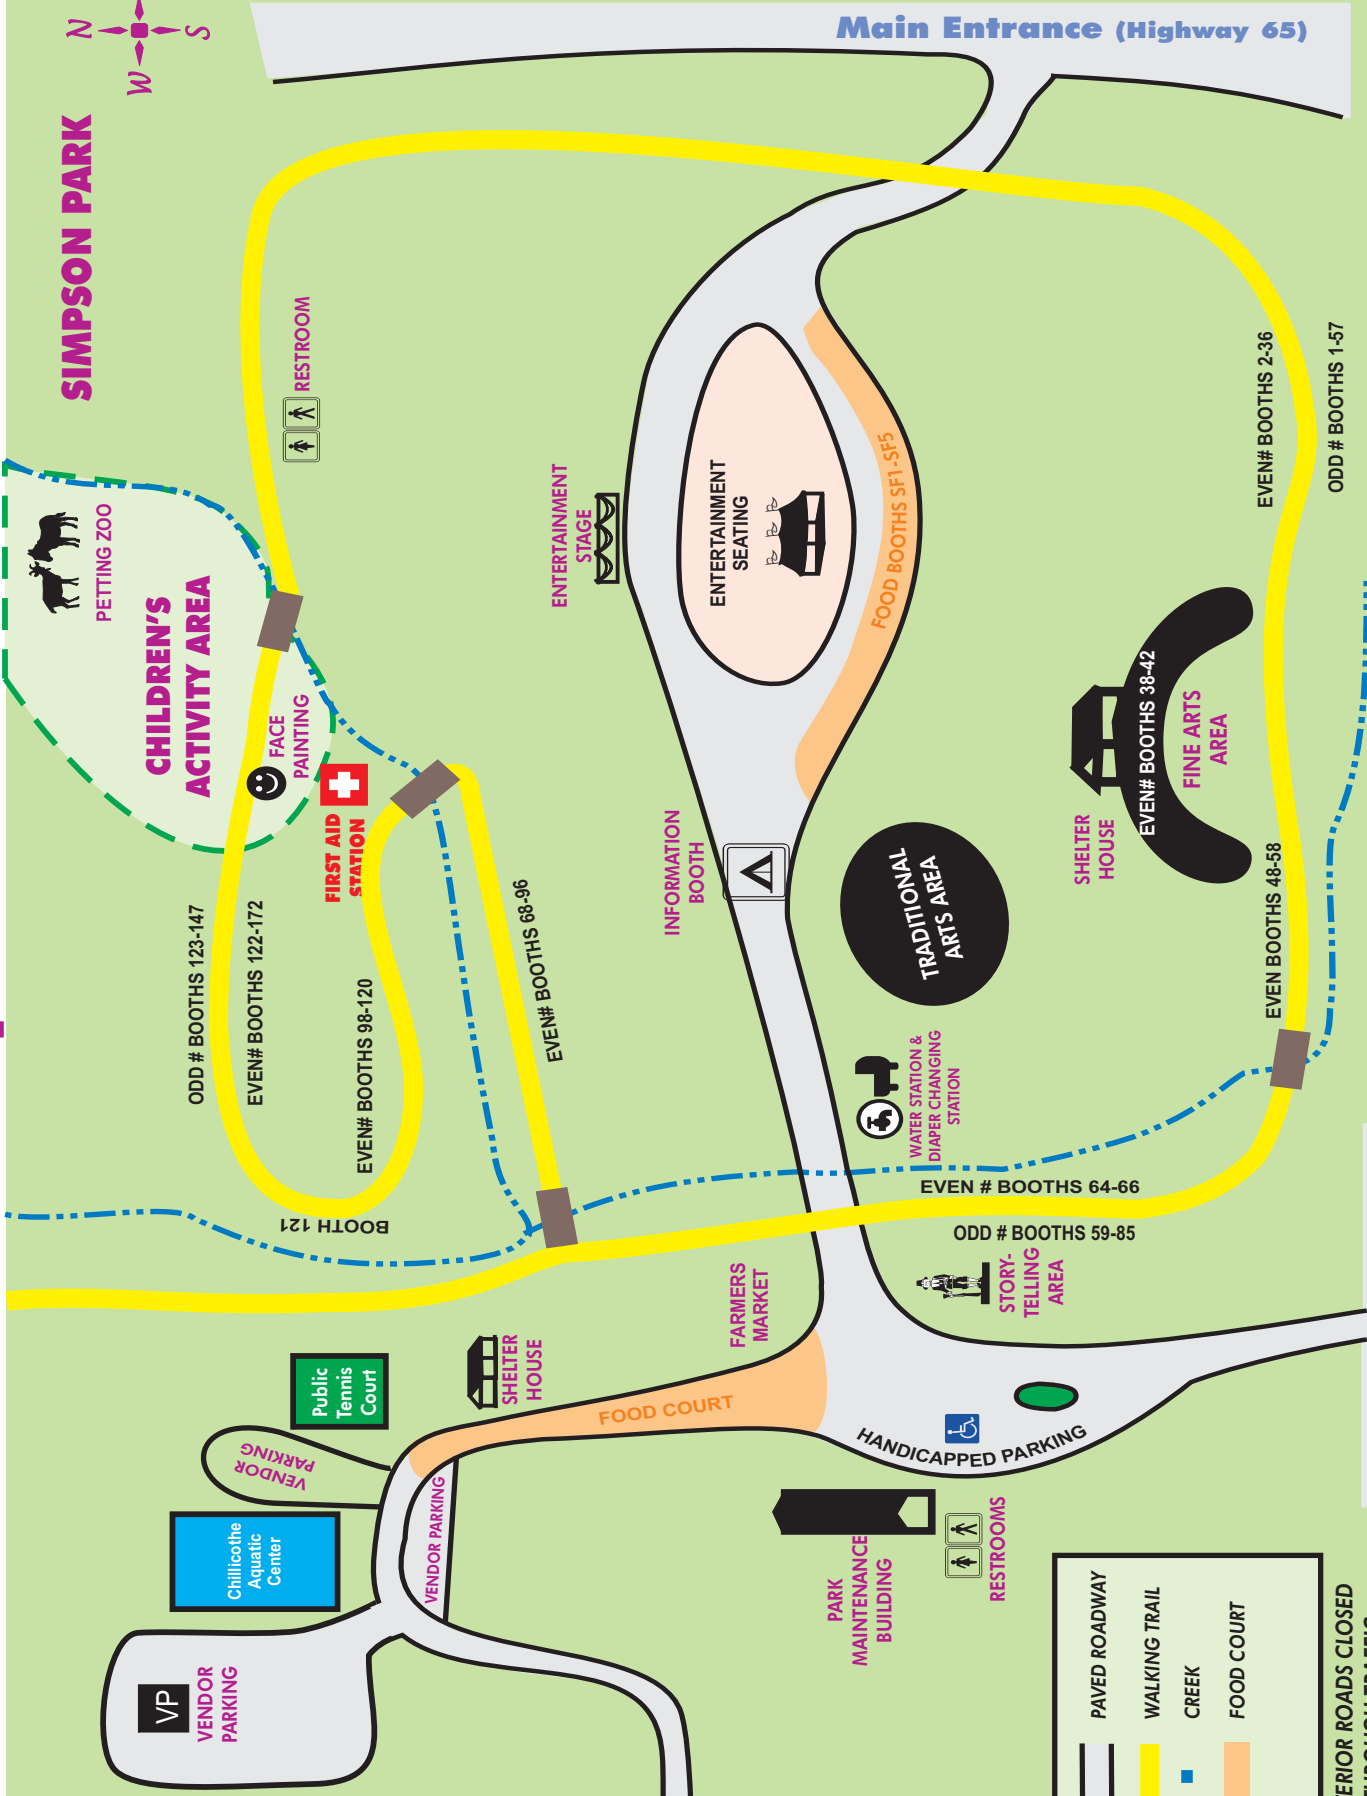 Main Entrance (Highway 65)
N
S
W
SIMPSON PARK
RESTROOM
PETTING ZOO
CHILDREN'S
ACTIVITY AREA
FACE
PAINTING
FIRST AID
STATION
ENTERTAINMENT
STAGE
ENTERTAINMENT
SEATING
FOOD BOOTHS SF1-SF5
EVEN# BOOTHS 2-36
ODD # BOOTHS 1-57
EVEN# BOOTHS 38-42
FINE ARTS
AREA
SHELTER
HOUSE
INFORMATION
BOOTH
TRADITIONAL
ARTS AREA
EVEN BOOTHS 48-58
ODD # BOOTHS 123-147
EVEN# BOOTHS 122-172
EVEN# BOOTHS 98-120
EVEN# BOOTHS 68-96
BOOTH 121
WATER STATION &
DIAPER CHANGING
STATION
EVEN # BOOTHS 64-66
ODD # BOOTHS 59-85
STORY-
TELLING
AREA
FARMERS
MARKET
SHELTER
HOUSE
FOOD COURT
Public
Tennis
Court
VENDOR
PARKING
Chillicothe
Aquatic
Center
VENDOR PARKING
HANDICAPPED PARKING
PARK
MAINTENANCE
BUILDING
RESTROOMS
VP
VENDOR
PARKING
PAVED ROADWAY
WALKING TRAIL
CREEK
FOOD COURT
ROADS CLOSED